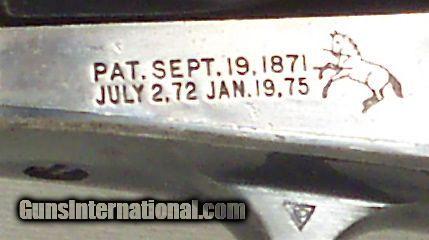 PAT. SEPT. 19. 1871
JULY 2. 72 JAN. 19. 75
GunsInternational.com